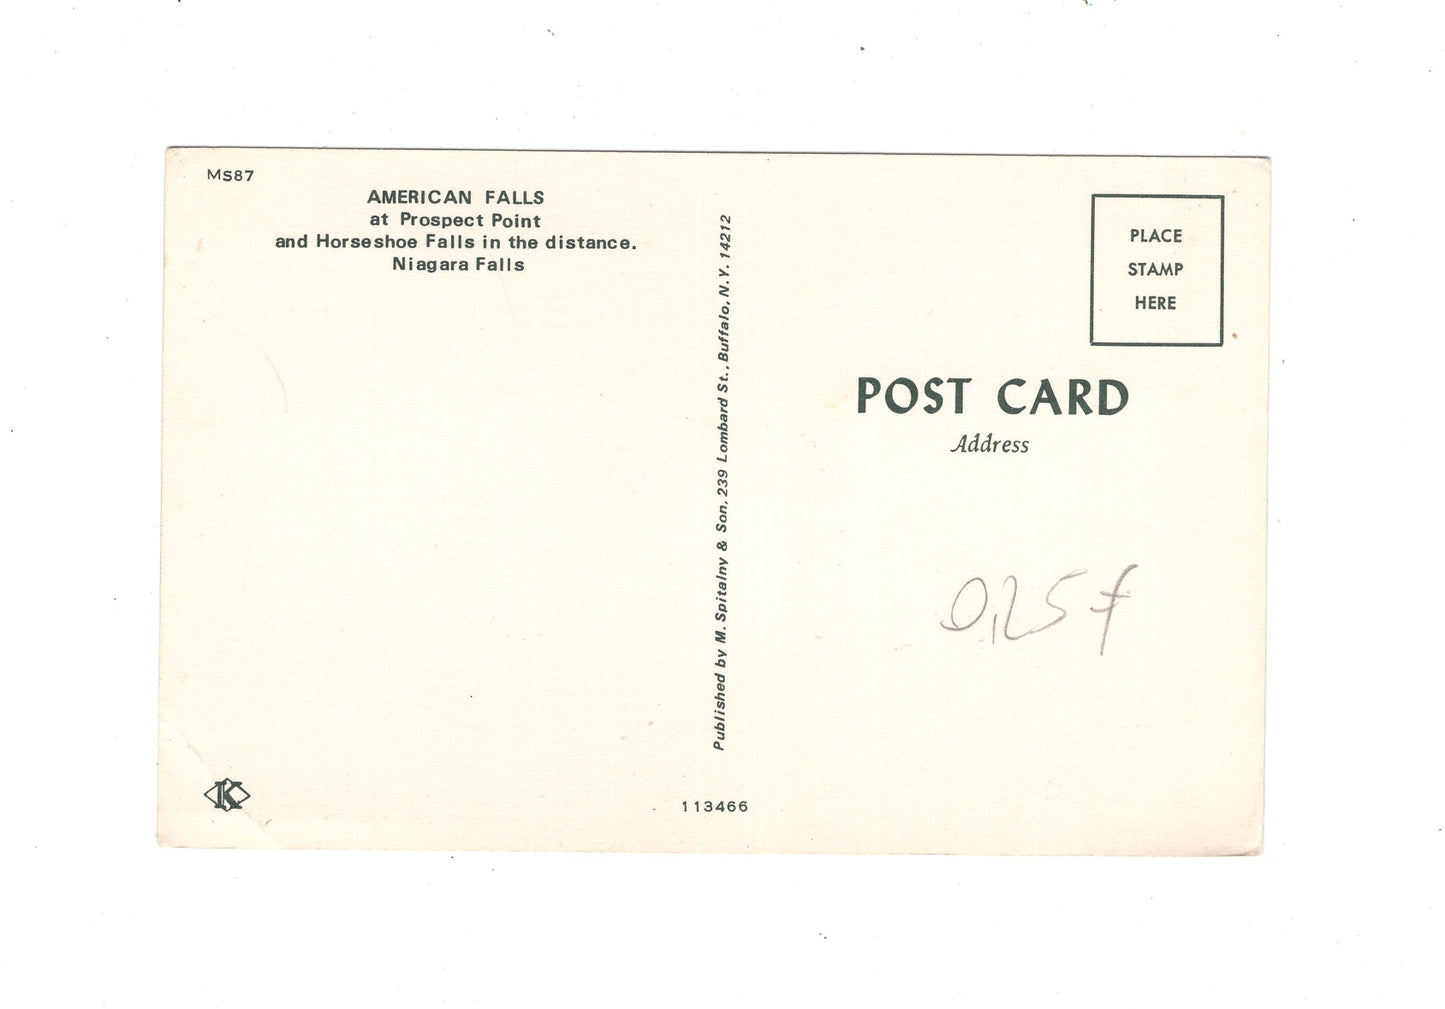 MS87
AMERICAN FALLS
at Prospect Point
and Horseshoe Falls in the distance.
Niagara Falls
Published by M. Spitalny & Son, 239 Lombard St., Buffalo, N.Y. 14212
PLACE
STAMP
HERE
POST CARD
Address
0,25 f
K
113466